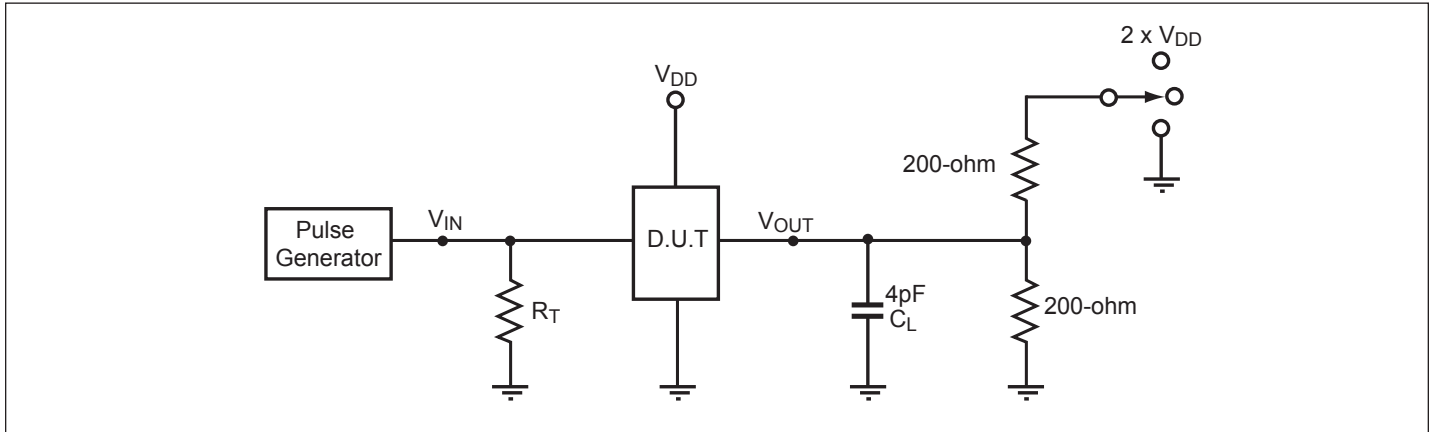 2 x VDD
VDD
200-ohm
Pulse
Generator
VIN
D.U.T
VOUT
RT
4pF
CL
200-ohm